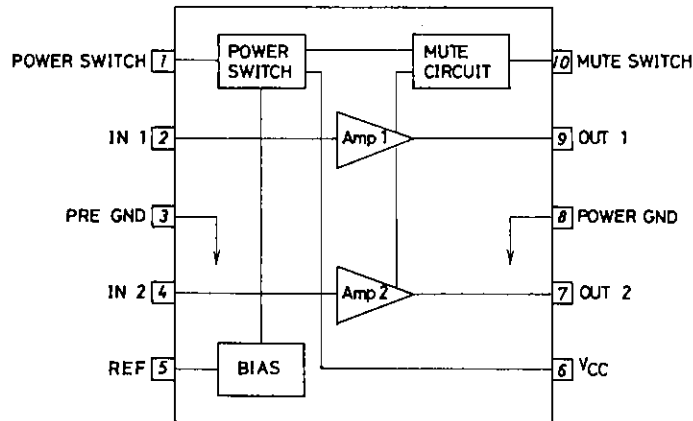 POWER SWITCH 1
POWER
SWITCH
MUTE
CIRCUIT
10 MUTE SWITCH
IN 1 2
Amp 1
9 OUT 1
PRE GND 3
8 POWER GND
IN 2 4
Amp 2
7 OUT 2
REF 5
BIAS
6 VCC